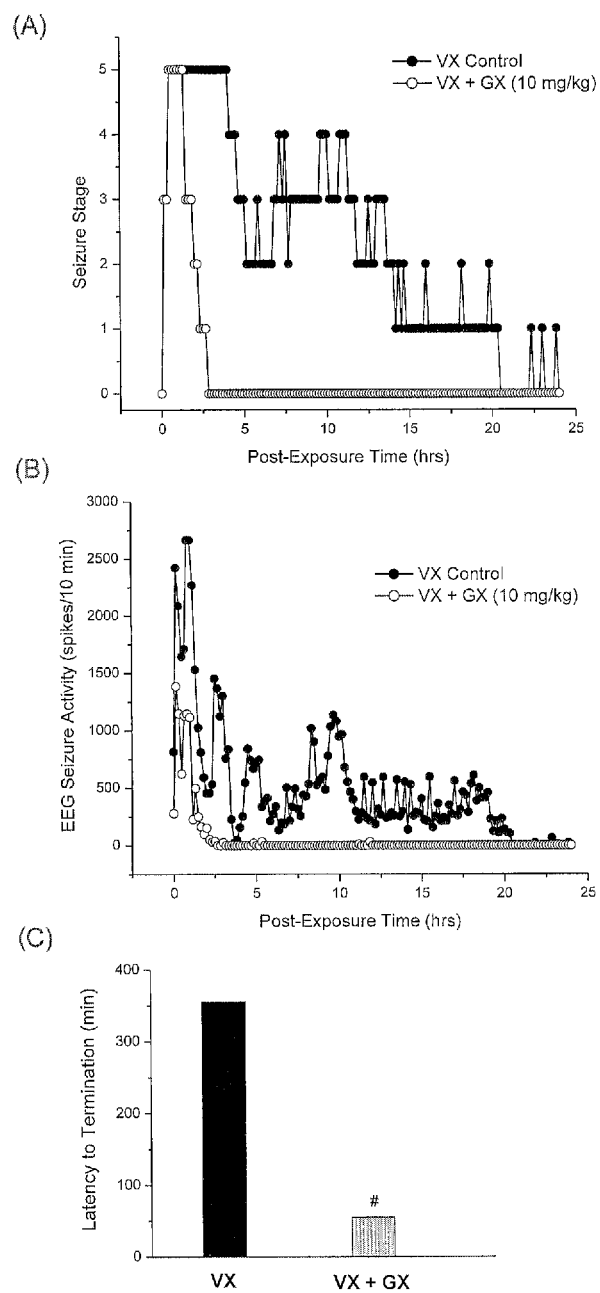 (A)
VX Control
VX + GX (10 mg/kg)
5
4
3
2
1
0
Seizure Stage
0 5 10 15 20 25
Post-Exposure Time (hrs)
(B)
3000
2500
2000
1500
1000
500
0
EEG Seizure Activity (spikes/10 min)
VX Control
VX + GX (10 mg/kg)
0 5 10 15 20 25
Post-Exposure Time (hrs)
(C)
400
300
200
100
0
Latency to Termination (min)
#
VX VX + GX